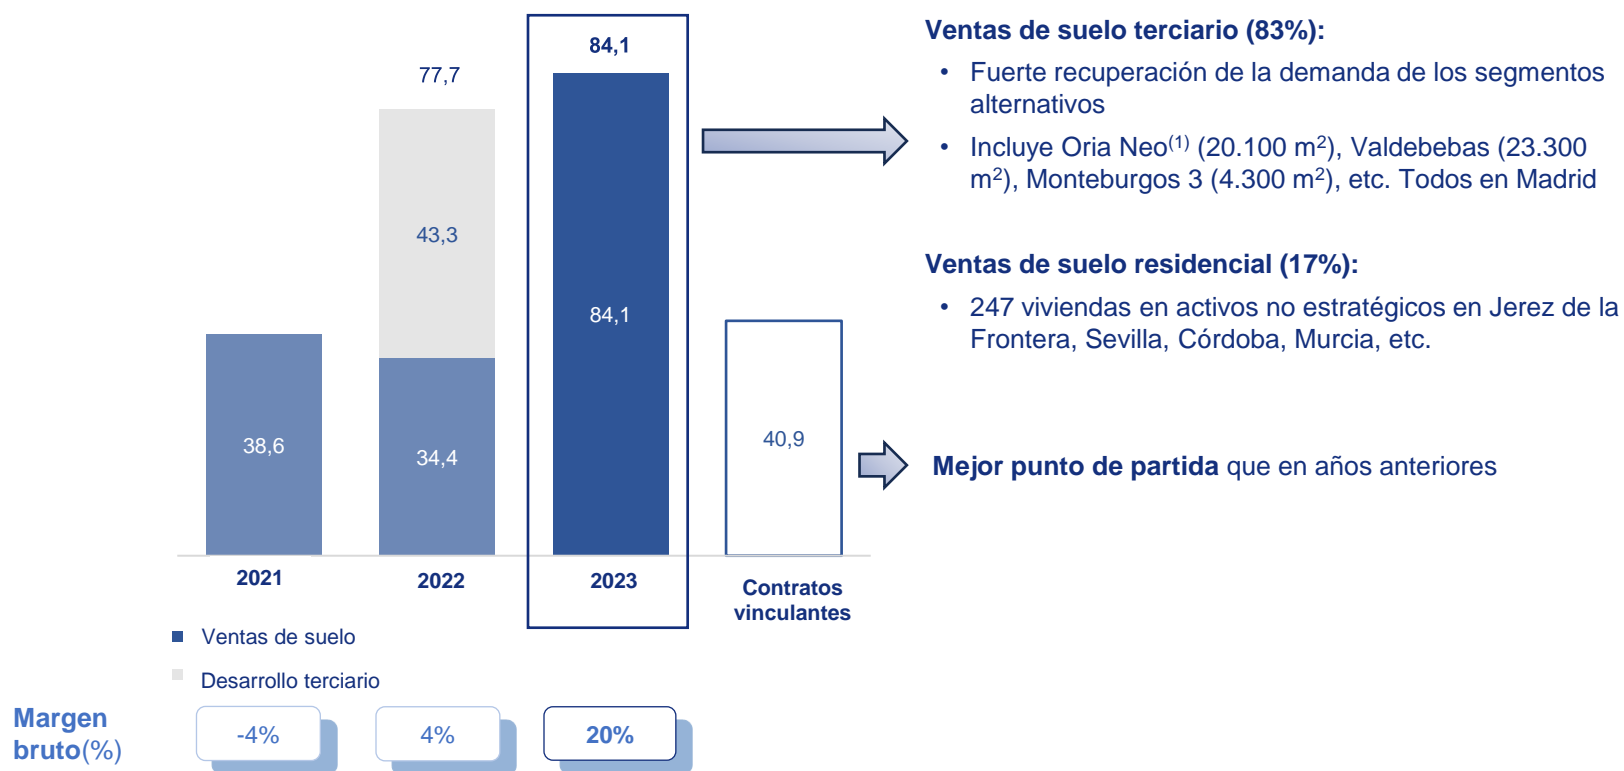 84,1
77,7
43,3
84,1
38,6
34,4
40,9
2021
2022
2023
Contratos
vinculantes
■ Ventas de suelo
Desarrollo terciario
Margen
bruto(%)
-4%
4%
20%
Ventas de suelo terciario (83%):
• Fuerte recuperación de la demanda de los segmentos
alternativos
• Incluye Oria Neo(1) (20.100 m2), Valdebebas (23.300
m2), Monteburgos 3 (4.300 m2), etc. Todos en Madrid
Ventas de suelo residencial (17%):
• 247 viviendas en activos no estratégicos en Jerez de la
Frontera, Sevilla, Córdoba, Murcia, etc.
Mejor punto de partida que en años anteriores